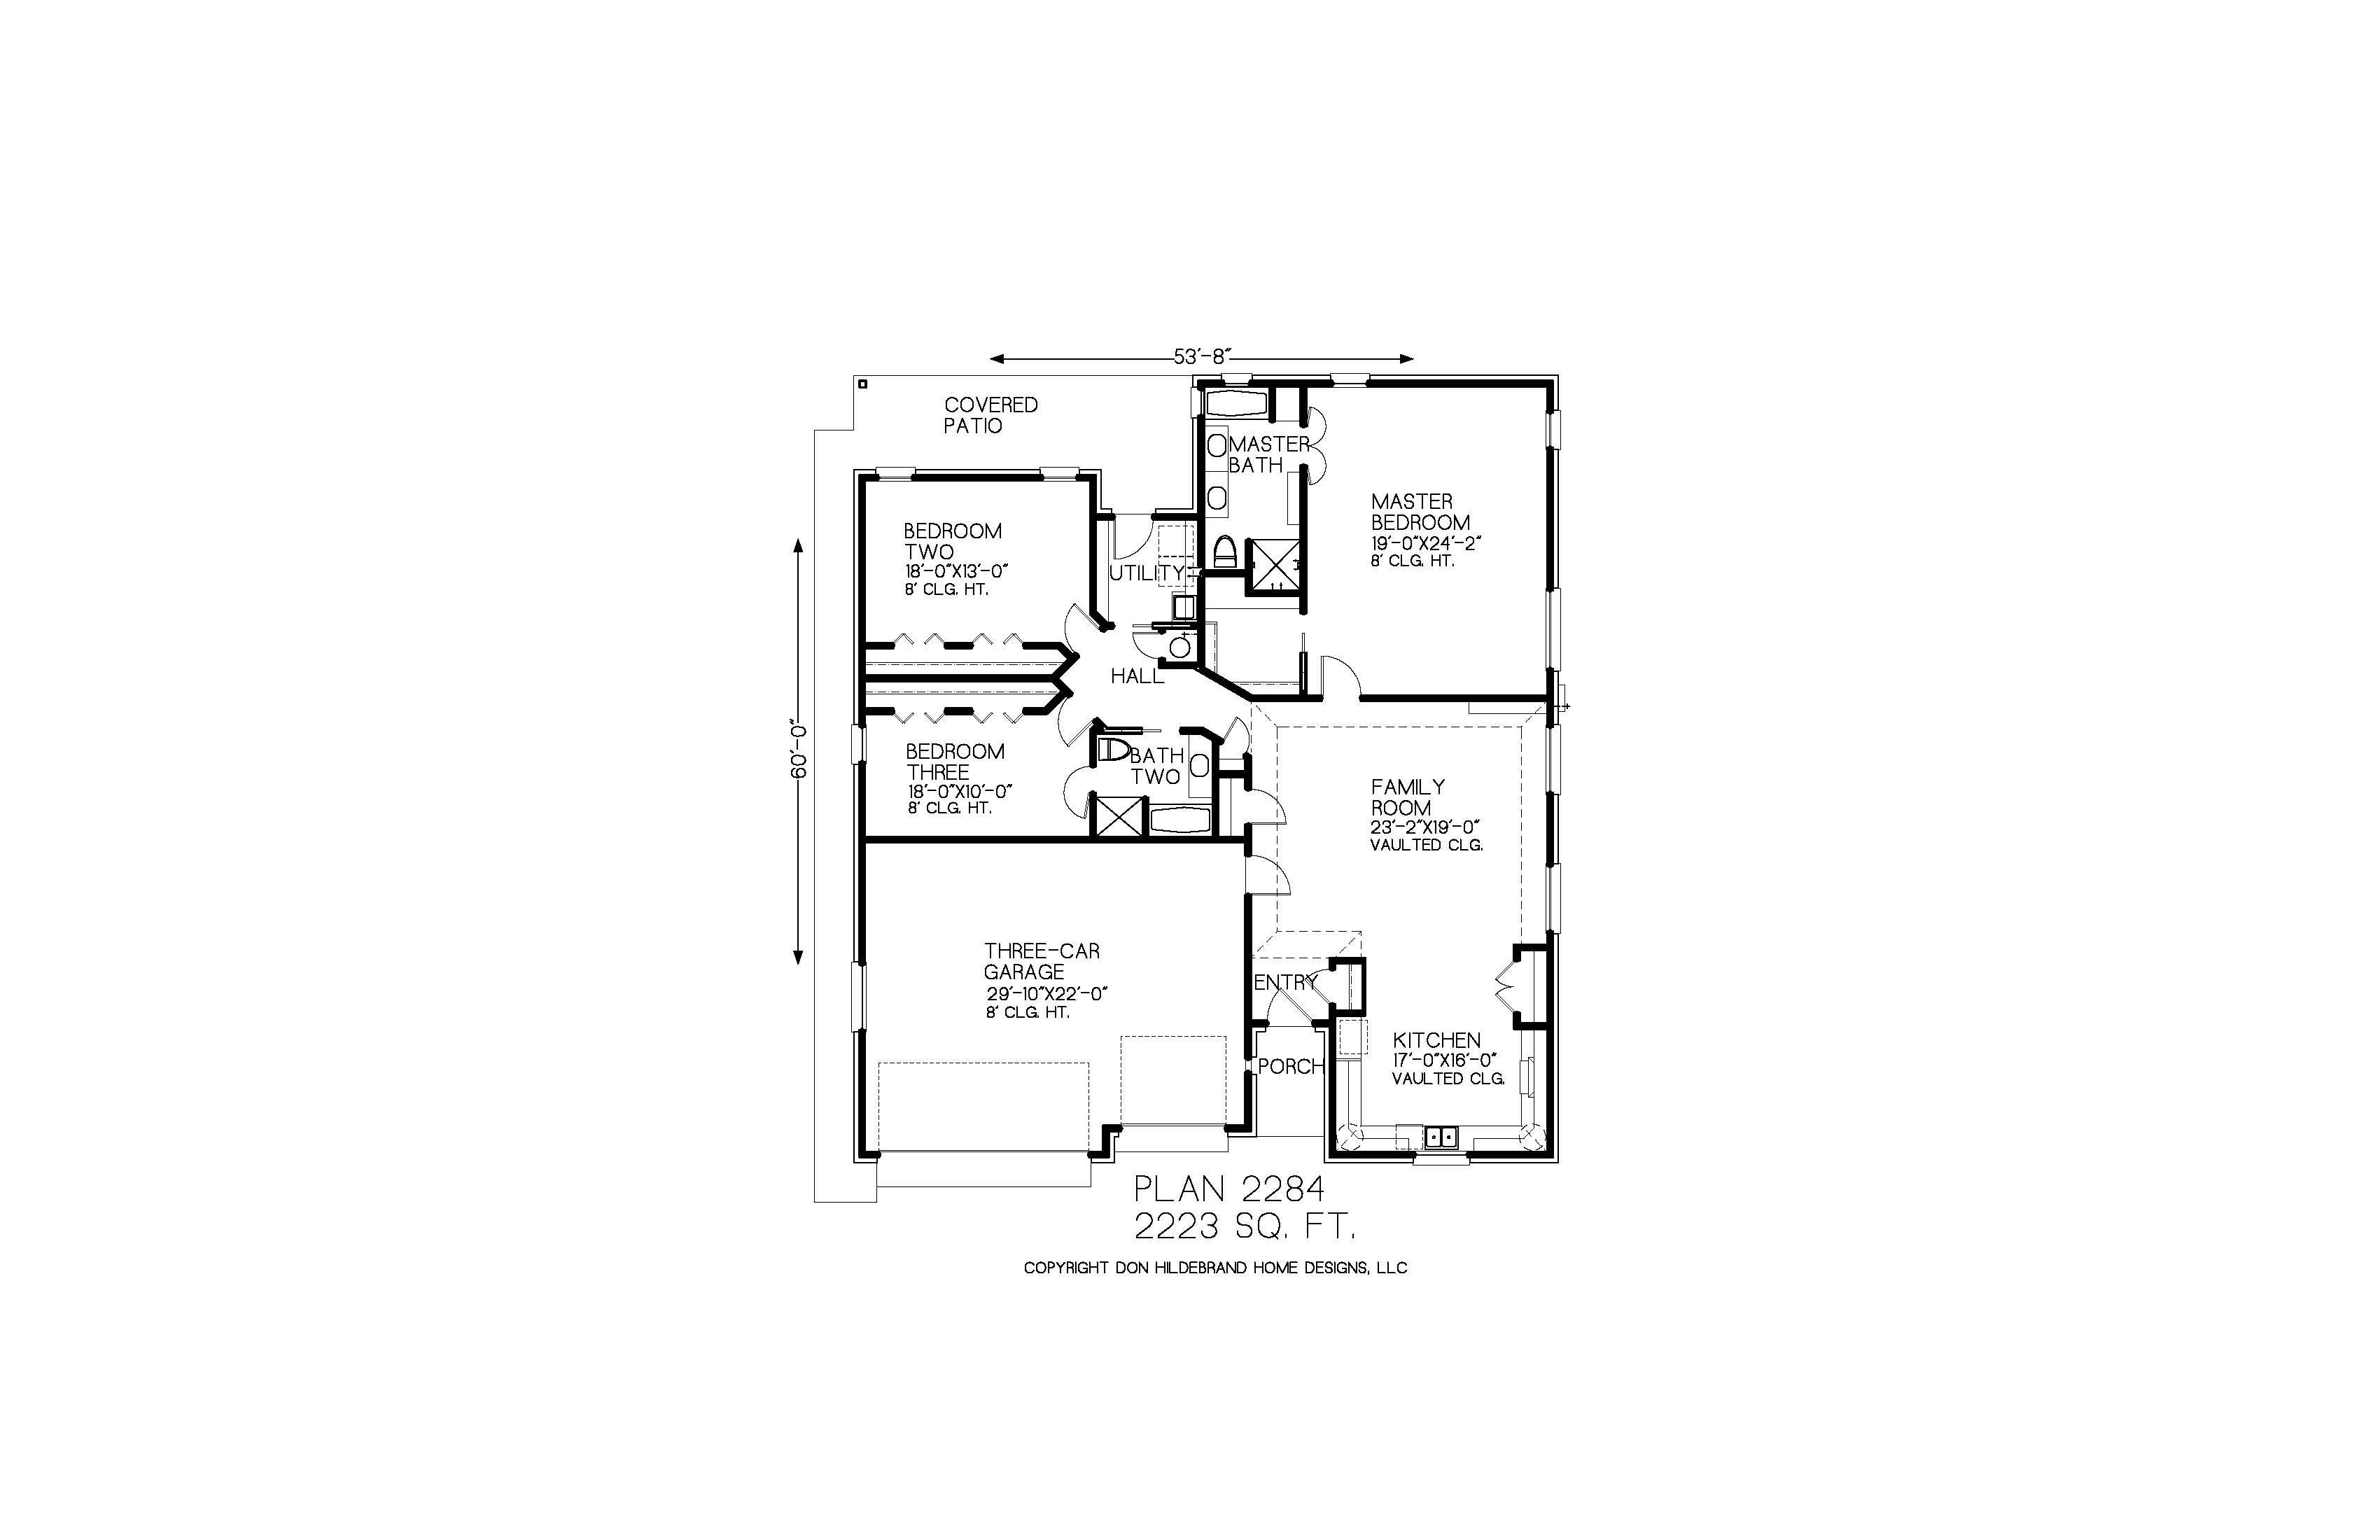 53'-8"
COVERED
PATIO
MASTER
BATH
MASTER
BEDROOM
19'-0"X24'-2"
8' CLG. HT.
BEDROOM
TWO
18'-0"X13'-0"
8' CLG. HT.
UTILITY
HALL
60'-0"
BEDROOM
THREE
18'-0"X10'-0"
8' CLG. HT.
BATH
TWO
FAMILY
ROOM
23'-2"X19'-0"
VAULTED CLG.
THREE-CAR
GARAGE
29'-10"X22'-0"
8' CLG. HT.
ENTRY
PORCH
KITCHEN
17'-0"X16'-0"
VAULTED CLG.
PLAN 2284
2223 SQ. FT.
COPYRIGHT DON HILDEBRAND HOME DESIGNS, LLC